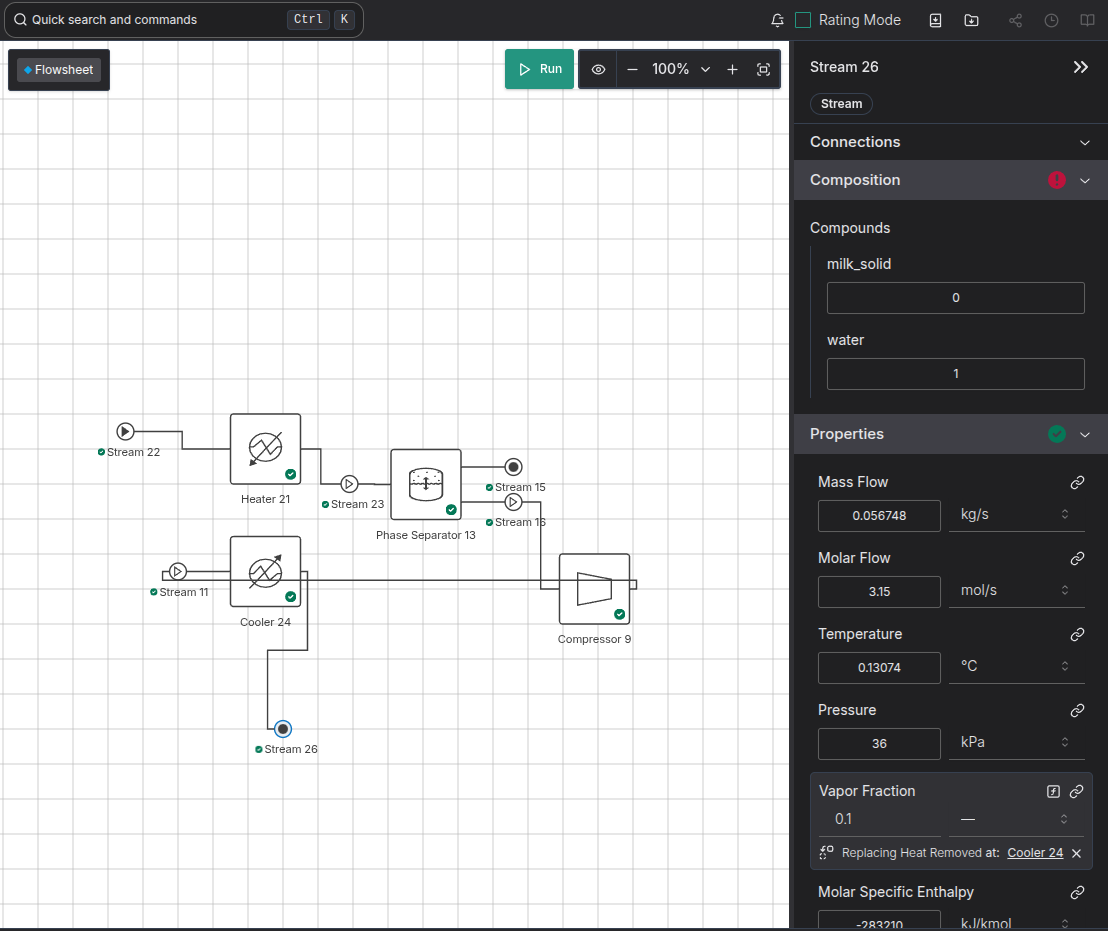 Quick search and commands Ctrl K
Rating Mode
Flowsheet
Run
100%
Stream 22
Heater 21
Stream 23
Phase Separator 13
Stream 15
Stream 16
Stream 11
Cooler 24
Compressor 9
Stream 26
Stream 26
Stream
Connections
Composition
Compounds
milk_solid
0
water
1
Properties
Mass Flow
0.056748 kg/s
Molar Flow
3.15 mol/s
Temperature
0.13074 °C
Pressure
36 kPa
Vapor Fraction
0.1 —
Replacing Heat Removed at: Cooler 24
Molar Specific Enthalpy
-283210 kJ/kmol